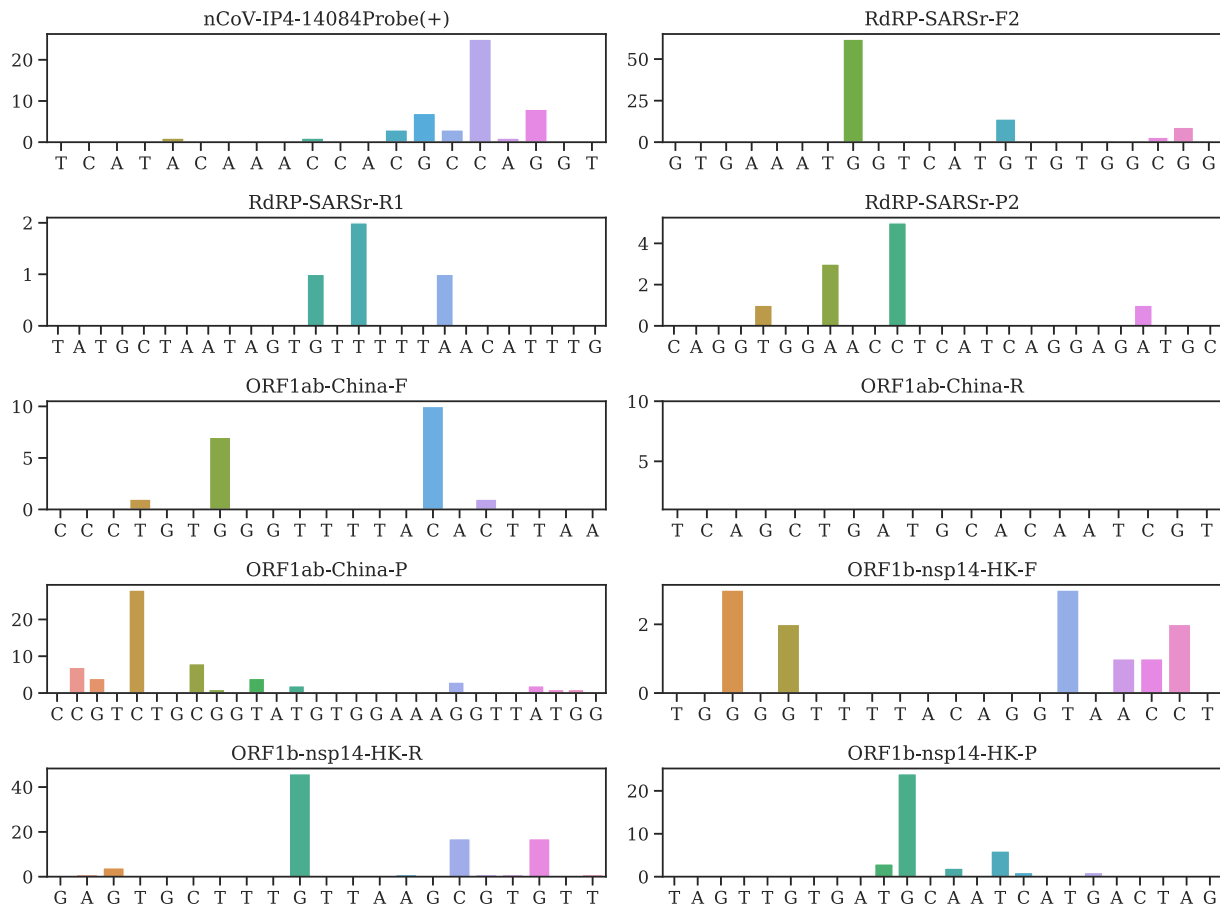 nCoV-IP4-14084Probe(+)
20
10
0
T C A T A C A A A C C A C G C C A G G T
RdRP-SARSr-F2
50
25
0
G T G A A A T G G T C A T G T G T G G C G G
RdRP-SARSr-R1
2
1
0
T A T G C T A A T A G T G T T T T T A A C A T T T G
RdRP-SARSr-P2
4
2
0
C A G G T G G A A C C T C A T C A G G A G A T G C
ORF1ab-China-F
10
5
0
C C C T G T G G G T T T T A C A C T T A A
ORF1ab-China-R
10
5
T C A G C T G A T G C A C A A T C G T
ORF1ab-China-P
20
10
0
C C G T C T G C G G T A T G T G G A A A G G T T A T G G
ORF1b-nsp14-HK-F
2
0
T G G G G T T T T A C A G G T A A C C T
ORF1b-nsp14-HK-R
40
20
0
G A G T G C T T T G T T A A G C G T G T T
ORF1b-nsp14-HK-P
20
10
0
T A G T T G T G A T G C A A T C A T G A C T A G